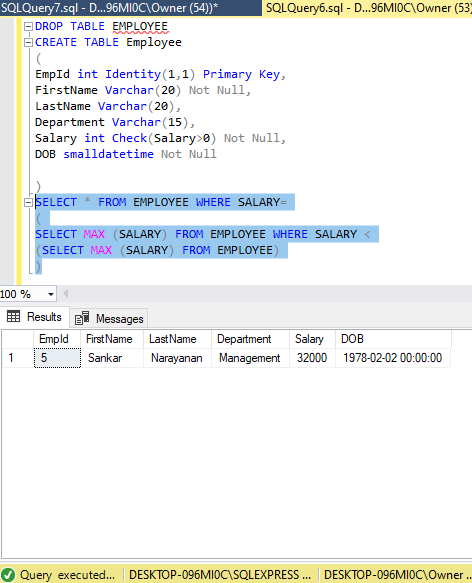 SQLQuery7.sql - D...96MI0C\Owner (54))* SQLQuery6.sql - D...96MI0C\Owner (53)
DROP TABLE EMPLOYEE
CREATE TABLE Employee
(
EmpId int Identity(1,1) Primary Key,
FirstName Varchar(20) Not Null,
LastName Varchar(20),
Department Varchar(15),
Salary int Check(Salary>0) Not Null,
DOB smalldatetime Not Null
)
SELECT * FROM EMPLOYEE WHERE SALARY=
(
SELECT MAX (SALARY) FROM EMPLOYEE WHERE SALARY <
(SELECT MAX (SALARY) FROM EMPLOYEE)
)
100 %
Results Messages
EmpId FirstName LastName Department Salary DOB
1 5 Sankar Narayanan Management 32000 1978-02-02 00:00:00
Query executed... DESKTOP-096MI0C\SQLEXPRESS ... DESKTOP-096MI0C\Owner ...